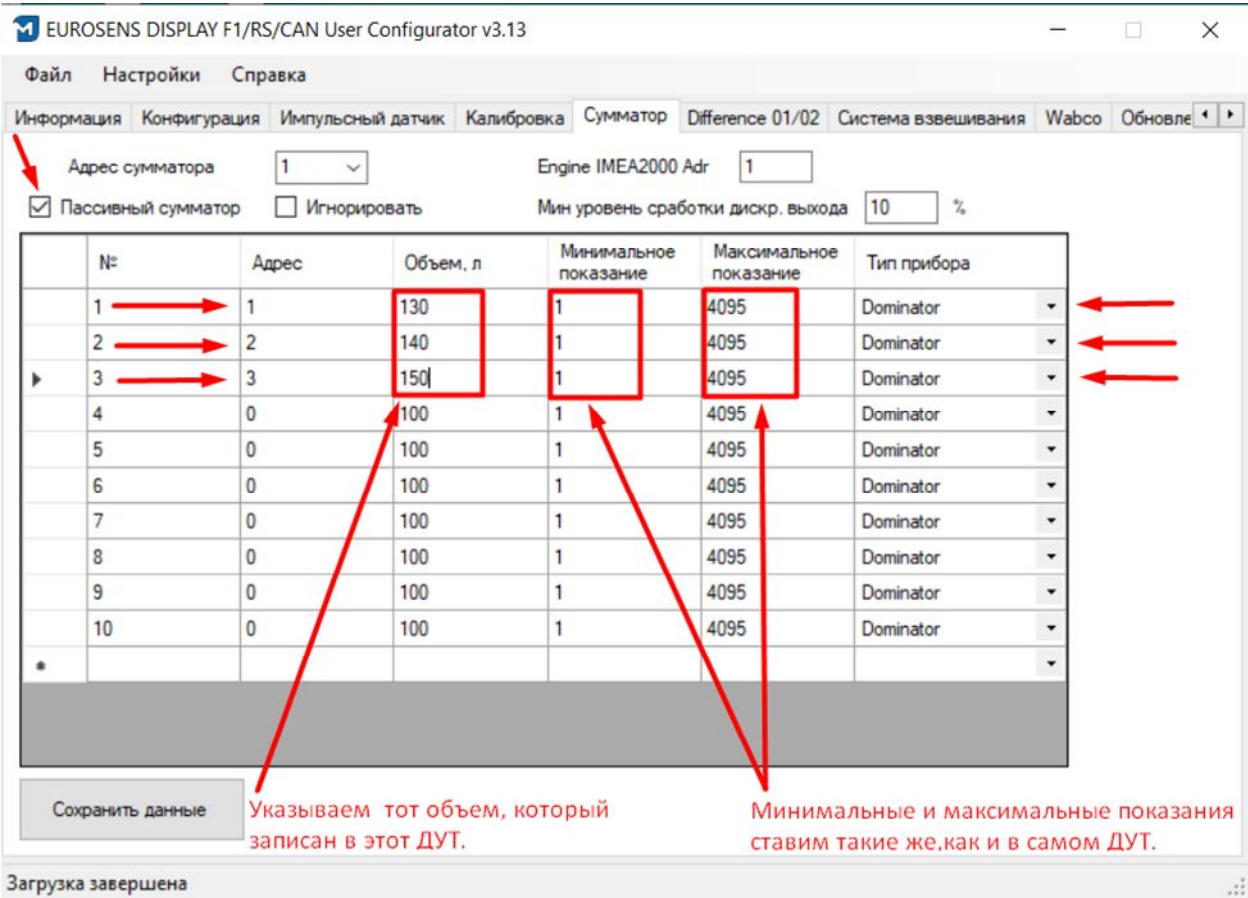 EUROSENS DISPLAY F1/RS/CAN User Configurator v3.13
Файл Настройки Справка
Информация Конфигурация Импульсный датчик Калибровка Сумматор Difference 01/02 Система взвешивания Wabco Обновле
Адрес сумматора 1 Engine IMEA2000 Adr 1
Пассивный сумматор Игнорировать Мин уровень сработки дискр. выхода 10 %
№ Адрес Объем, л Минимальное показание Максимальное показание Тип прибора
1 1 130 1 4095 Dominator
2 2 140 1 4095 Dominator
3 3 150 1 4095 Dominator
4 0 100 1 4095 Dominator
5 0 100 1 4095 Dominator
6 0 100 1 4095 Dominator
7 0 100 1 4095 Dominator
8 0 100 1 4095 Dominator
9 0 100 1 4095 Dominator
10 0 100 1 4095 Dominator
Сохранить данные
Указываем тот объем, который
записан в этот ДУТ.
Минимальные и максимальные показания
ставим такие же,как и в самом ДУТ.
Загрузка завершена